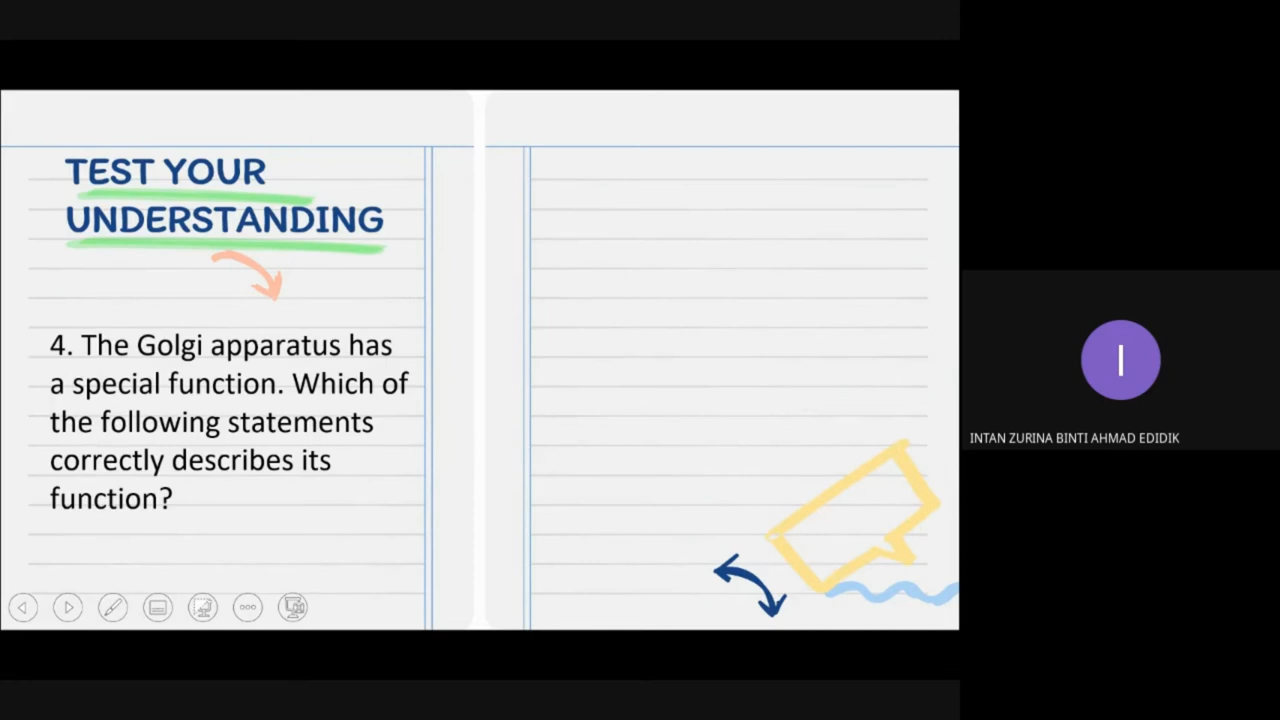 TEST YOUR
UNDERSTANDING
4. The Golgi apparatus has
a special function. Which of
the following statements
correctly describes its
function?
I
INTAN ZURINA BINTI AHMAD EDIDIK